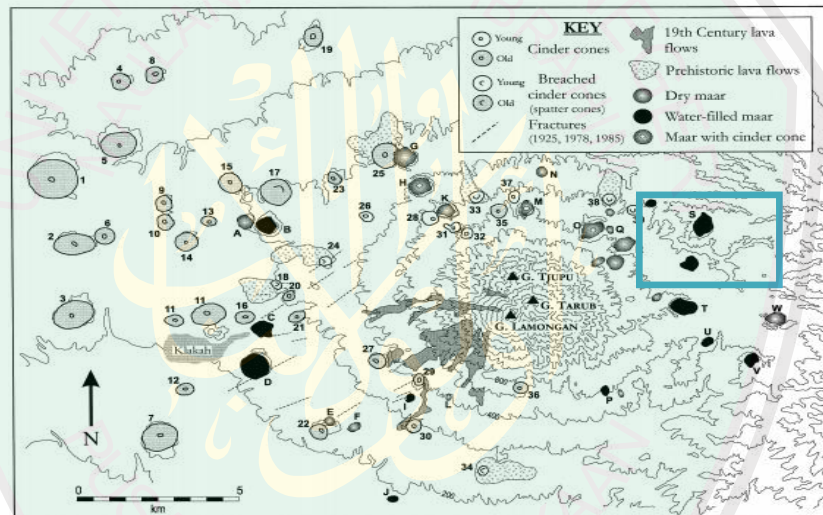 KEY
Young
Cinder cones
Old
Young
Breached
cinder cones
(spatter cones)
Old
Fractures
(1925, 1978, 1985)
19th Century lava
flows
Prehistoric lava flows
Dry maar
Water-filled maar
Maar with cinder cone
19
4
8
5
1
15
17
23
25
G
H
N
9
10
13
A
B
26
28
K
33
37
35
M
38
S
6
2
14
31
32
O
Q
24
18
20
G. TJUPU
G. TARUB
G. LAMONGAN
3
11
11
16
C
21
T
W
U
Klakah
D
27
V
12
29
36
P
I
L
7
22
E
F
30
N
34
J
0
5
km
800
400
200